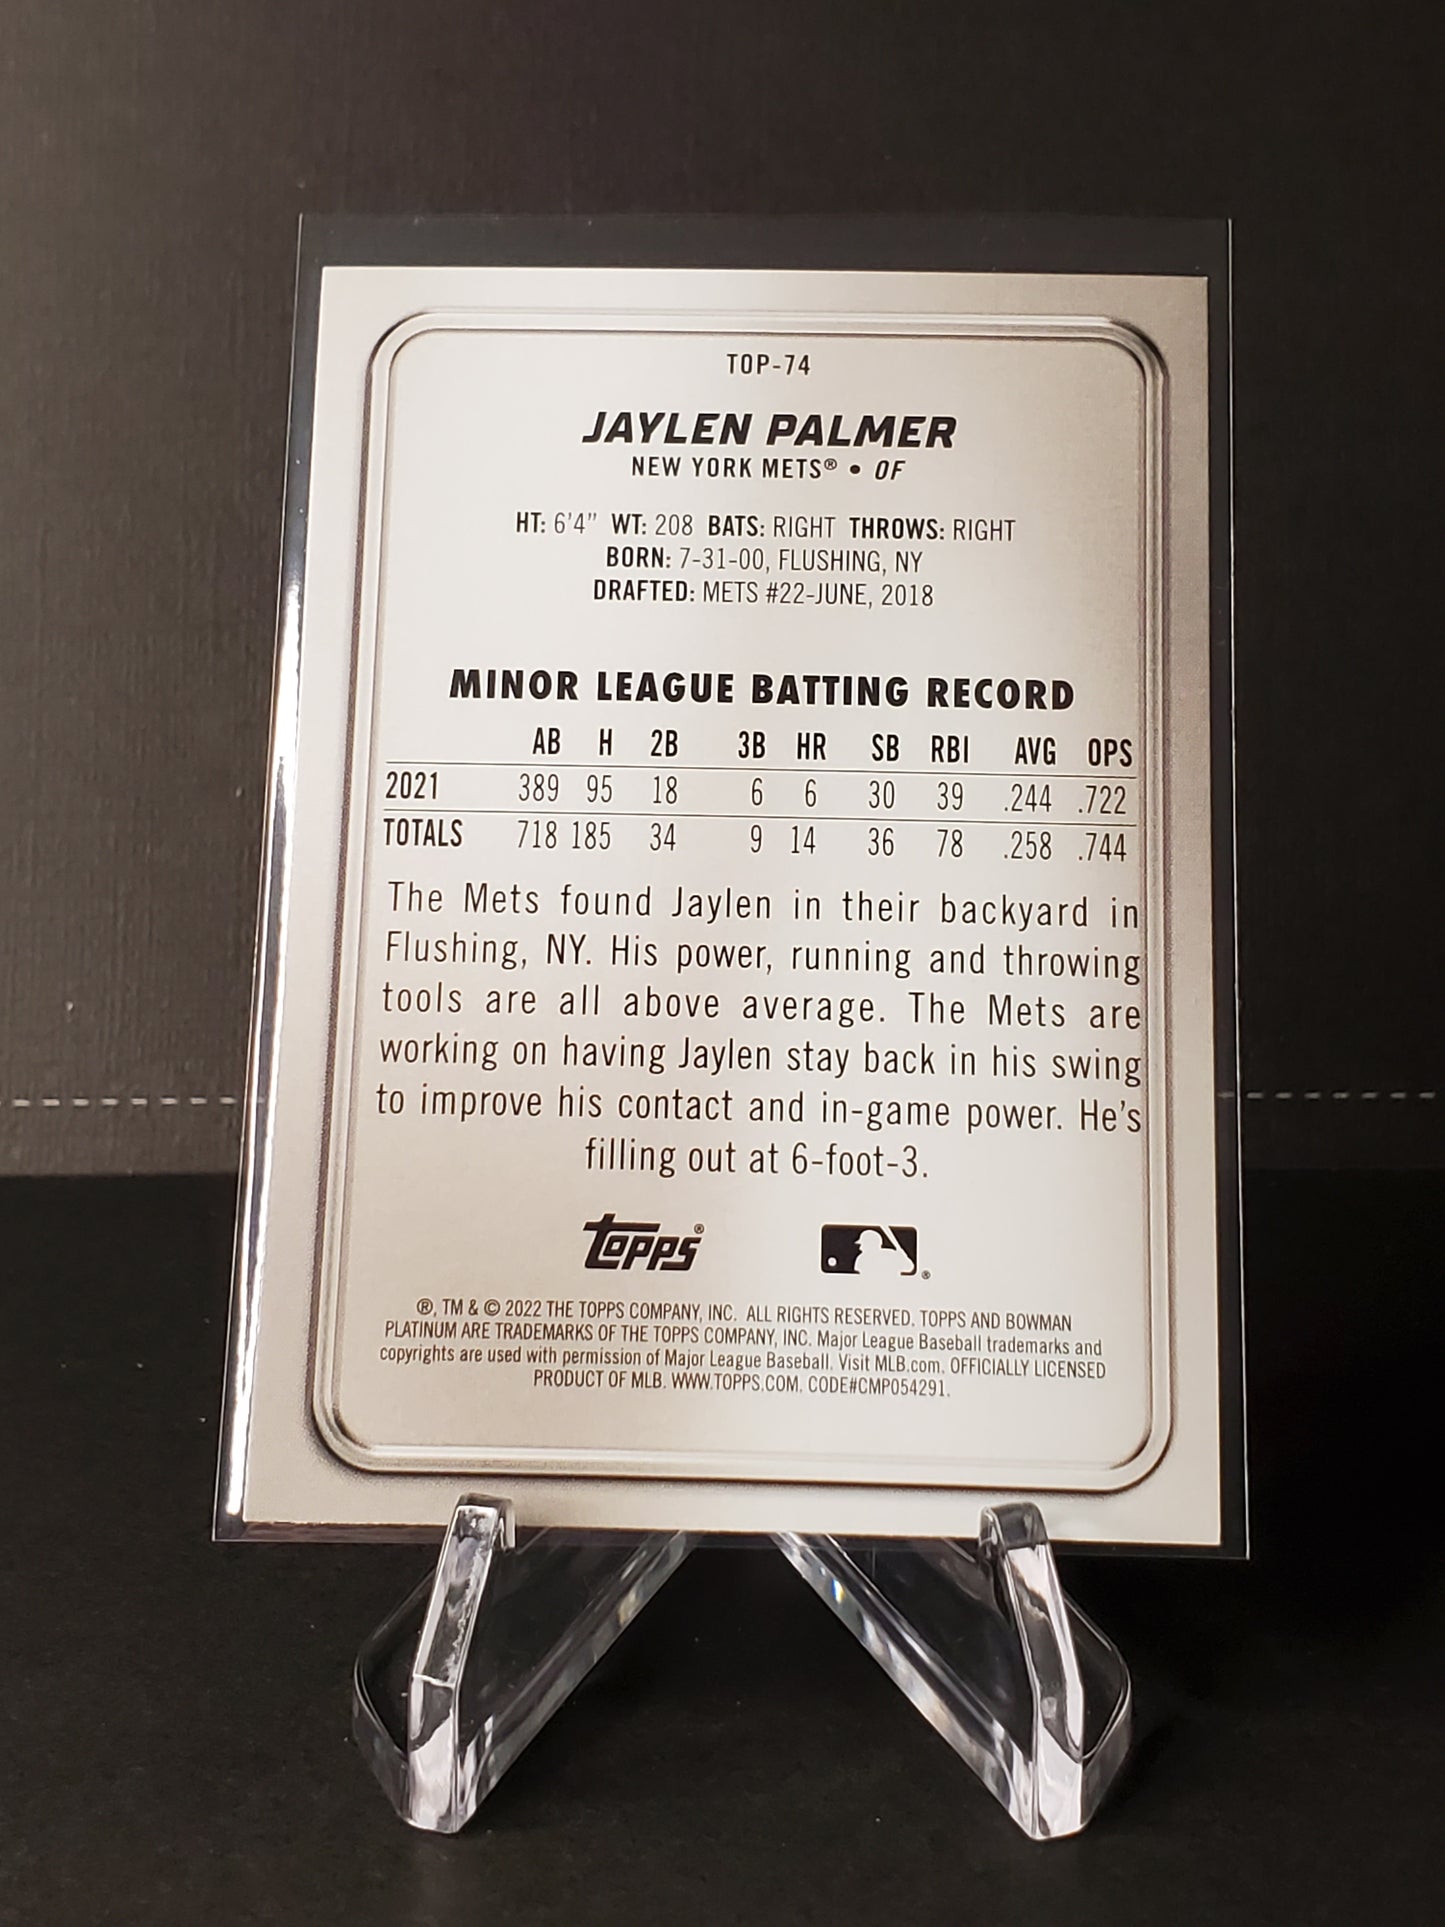 TOP-74
JAYLEN PALMER
NEW YORK METS® • OF
HT: 6'4" WT: 208 BATS: RIGHT THROWS: RIGHT
BORN: 7-31-00, FLUSHING, NY
DRAFTED: METS #22-JUNE, 2018
MINOR LEAGUE BATTING RECORD
AB H 2B 3B HR SB RBI AVG OPS
2021 389 95 18 6 6 30 39 .244 .722
TOTALS 718 185 34 9 14 36 78 .258 .744
The Mets found Jaylen in their backyard in
Flushing, NY. His power, running and throwing
tools are all above average. The Mets are
working on having Jaylen stay back in his swing
to improve his contact and in-game power. He's
filling out at 6-foot-3.
topps® ®
®, TM & © 2022 THE TOPPS COMPANY, INC. ALL RIGHTS RESERVED. TOPPS AND BOWMAN
PLATINUM ARE TRADEMARKS OF THE TOPPS COMPANY, INC. Major League Baseball trademarks and
copyrights are used with permission of Major League Baseball. Visit MLB.com. OFFICIALLY LICENSED
PRODUCT OF MLB. WWW.TOPPS.COM. CODE#CMP054291.